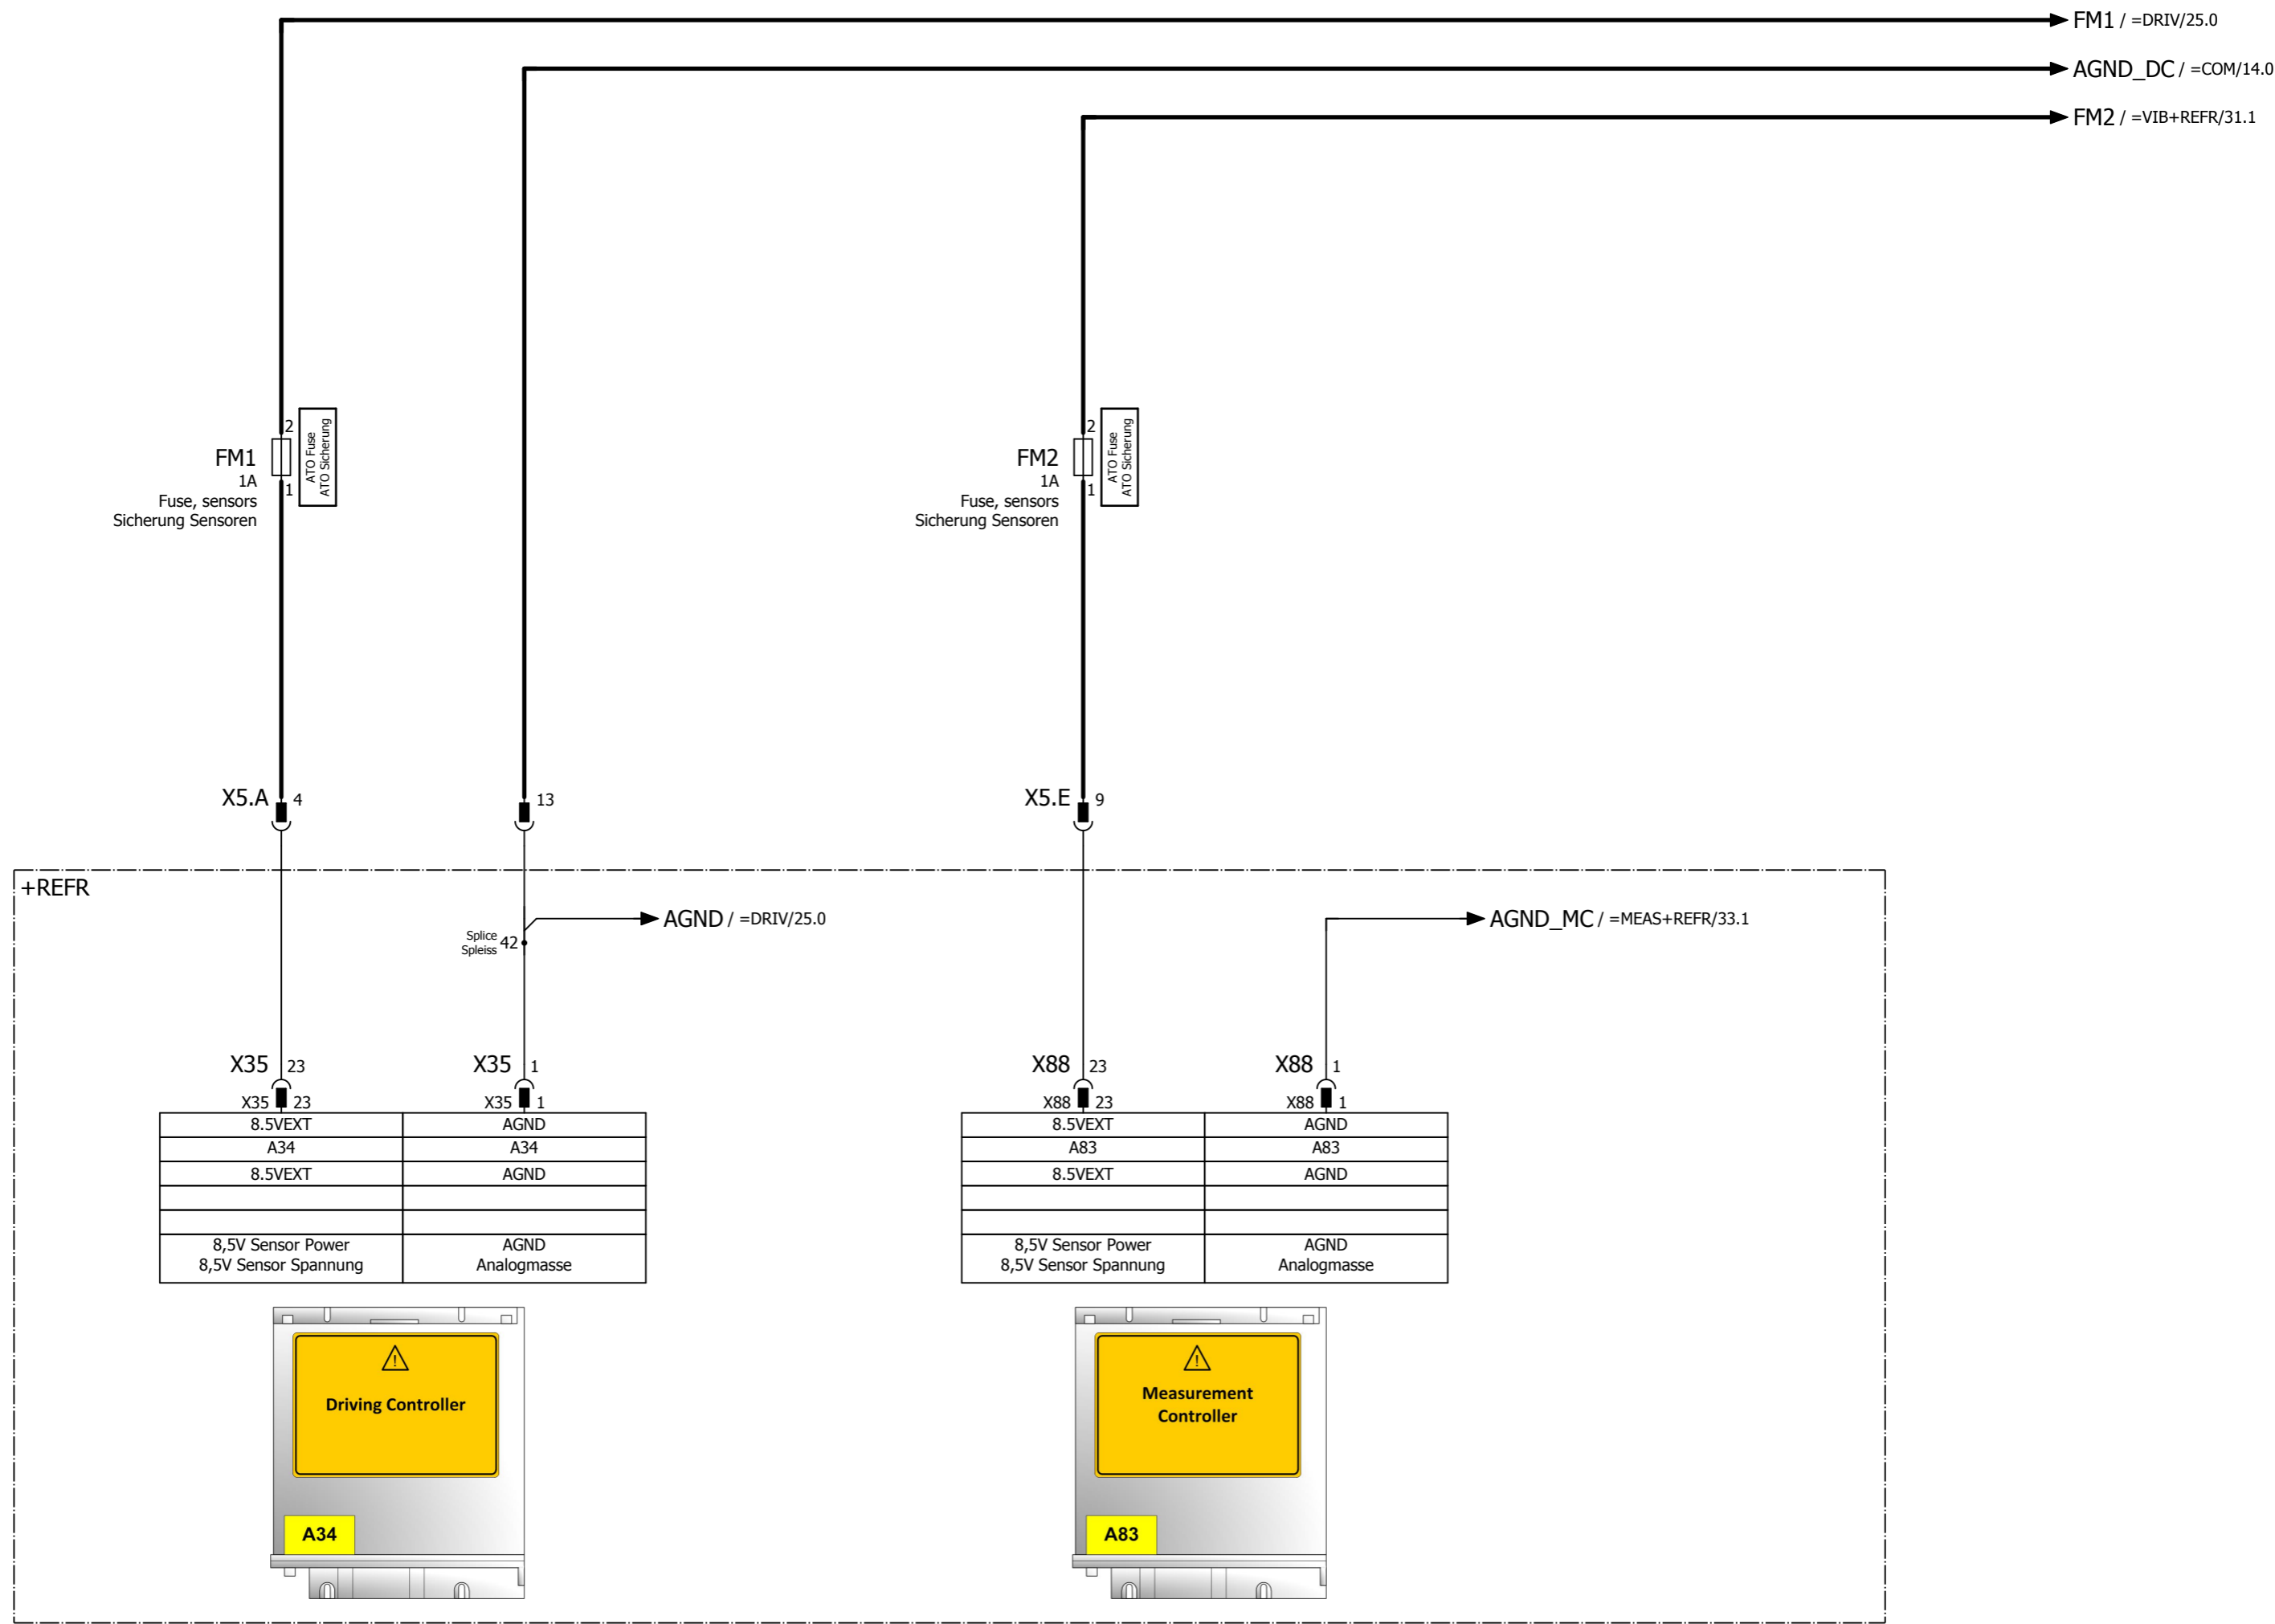 FM1 / =DRIV/25.0
AGND_DC / =COM/14.0
FM2 / =VIB+REFR/31.1
2
FM1
1A
Fuse, sensors
Sicherung Sensoren
1
ATO Fuse
ATO Sicherung
2
FM2
1A
Fuse, sensors
Sicherung Sensoren
1
ATO Fuse
ATO Sicherung
X5.A 4
13
X5.E 9
+REFR
AGND / =DRIV/25.0
Splice
Spleiss
42
AGND_MC / =MEAS+REFR/33.1
X35 23
X35 1
X88 23
X88 1
X35 23
X35 1
X88 23
X88 1
8.5VEXT AGND
A34 A34
8.5VEXT AGND
8,5V Sensor Power AGND
8,5V Sensor Spannung Analogmasse
8.5VEXT AGND
A83 A83
8.5VEXT AGND
8,5V Sensor Power AGND
8,5V Sensor Spannung Analogmasse
!
Driving Controller
A34
!
Measurement
Controller
A83